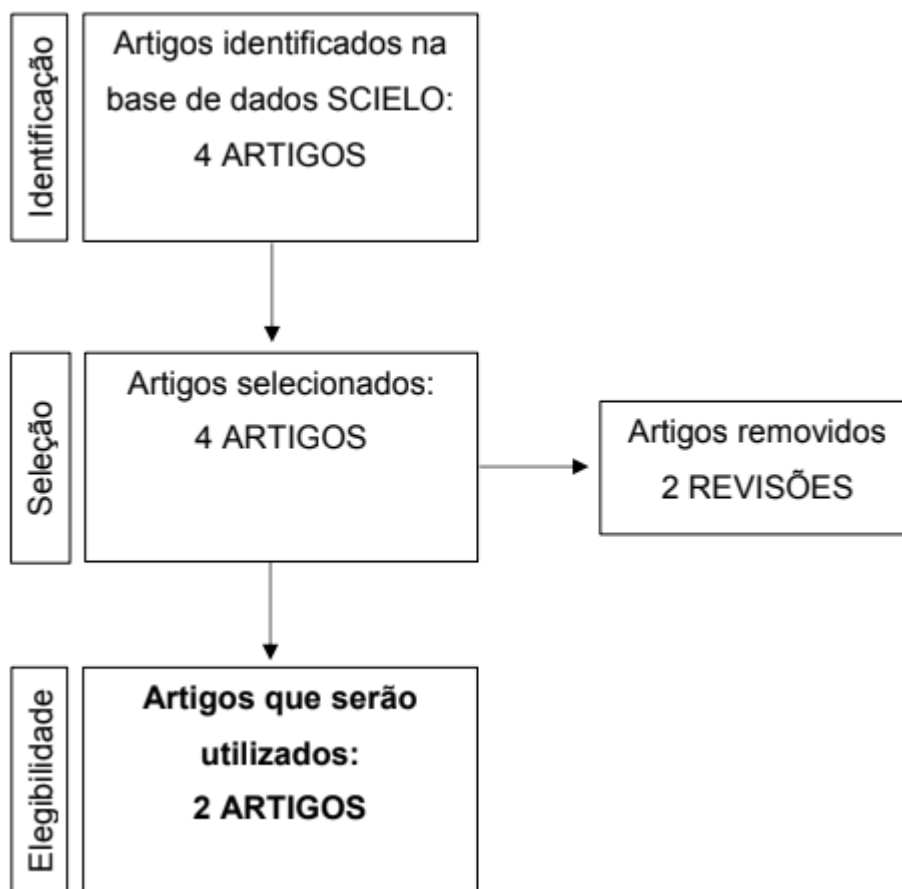 Identificação
Artigos identificados na
base de dados SCIELO:
4 ARTIGOS
Seleção
Artigos selecionados:
4 ARTIGOS
Artigos removidos
2 REVISÕES
Elegibilidade
Artigos que serão
utilizados:
2 ARTIGOS